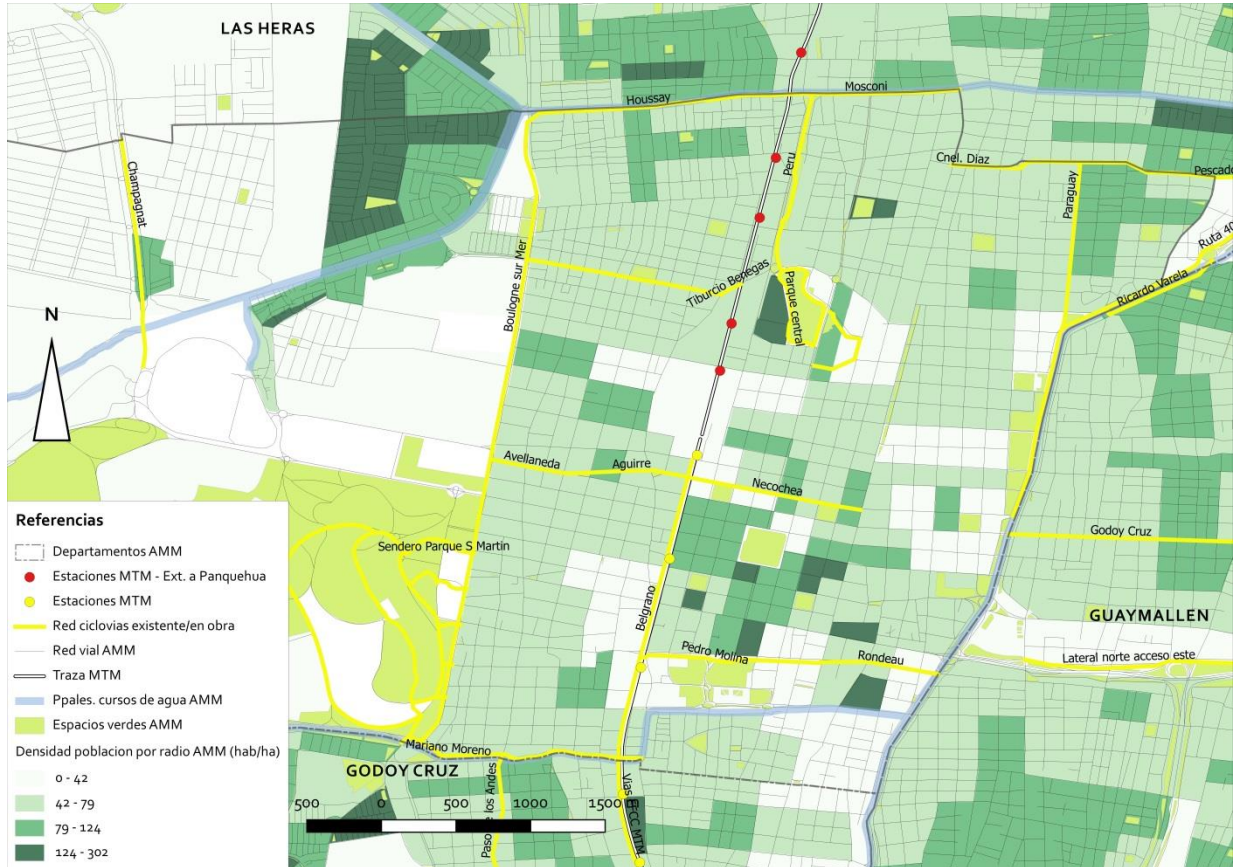 LAS HERAS
Houssay
Mosconi
Peru
Cnel. Diaz
Pescado
Paraguay
Champagnat
Ruta 40
Boulogne sur Mer
Tiburcio Benegas
Parque central
Ricardo Varela
N
Avellaneda
Aguirre
Necochea
Godoy Cruz
Sendero Parque S Martin
Belgrano
GUAYMALLEN
Pedro Molina
Rondeau
Lateral norte acceso este
Mariano Moreno
GODOY CRUZ
los Andes
500
0
500
1000
1500
Referencias
Departamentos AMM
Estaciones MTM - Ext. a Panquehua
Estaciones MTM
Red ciclovias existente/en obra
Red vial AMM
Traza MTM
Ppales. cursos de agua AMM
Espacios verdes AMM
Densidad poblacion por radio AMM (hab/ha)
0 - 42
42 - 79
79 - 124
124 - 302